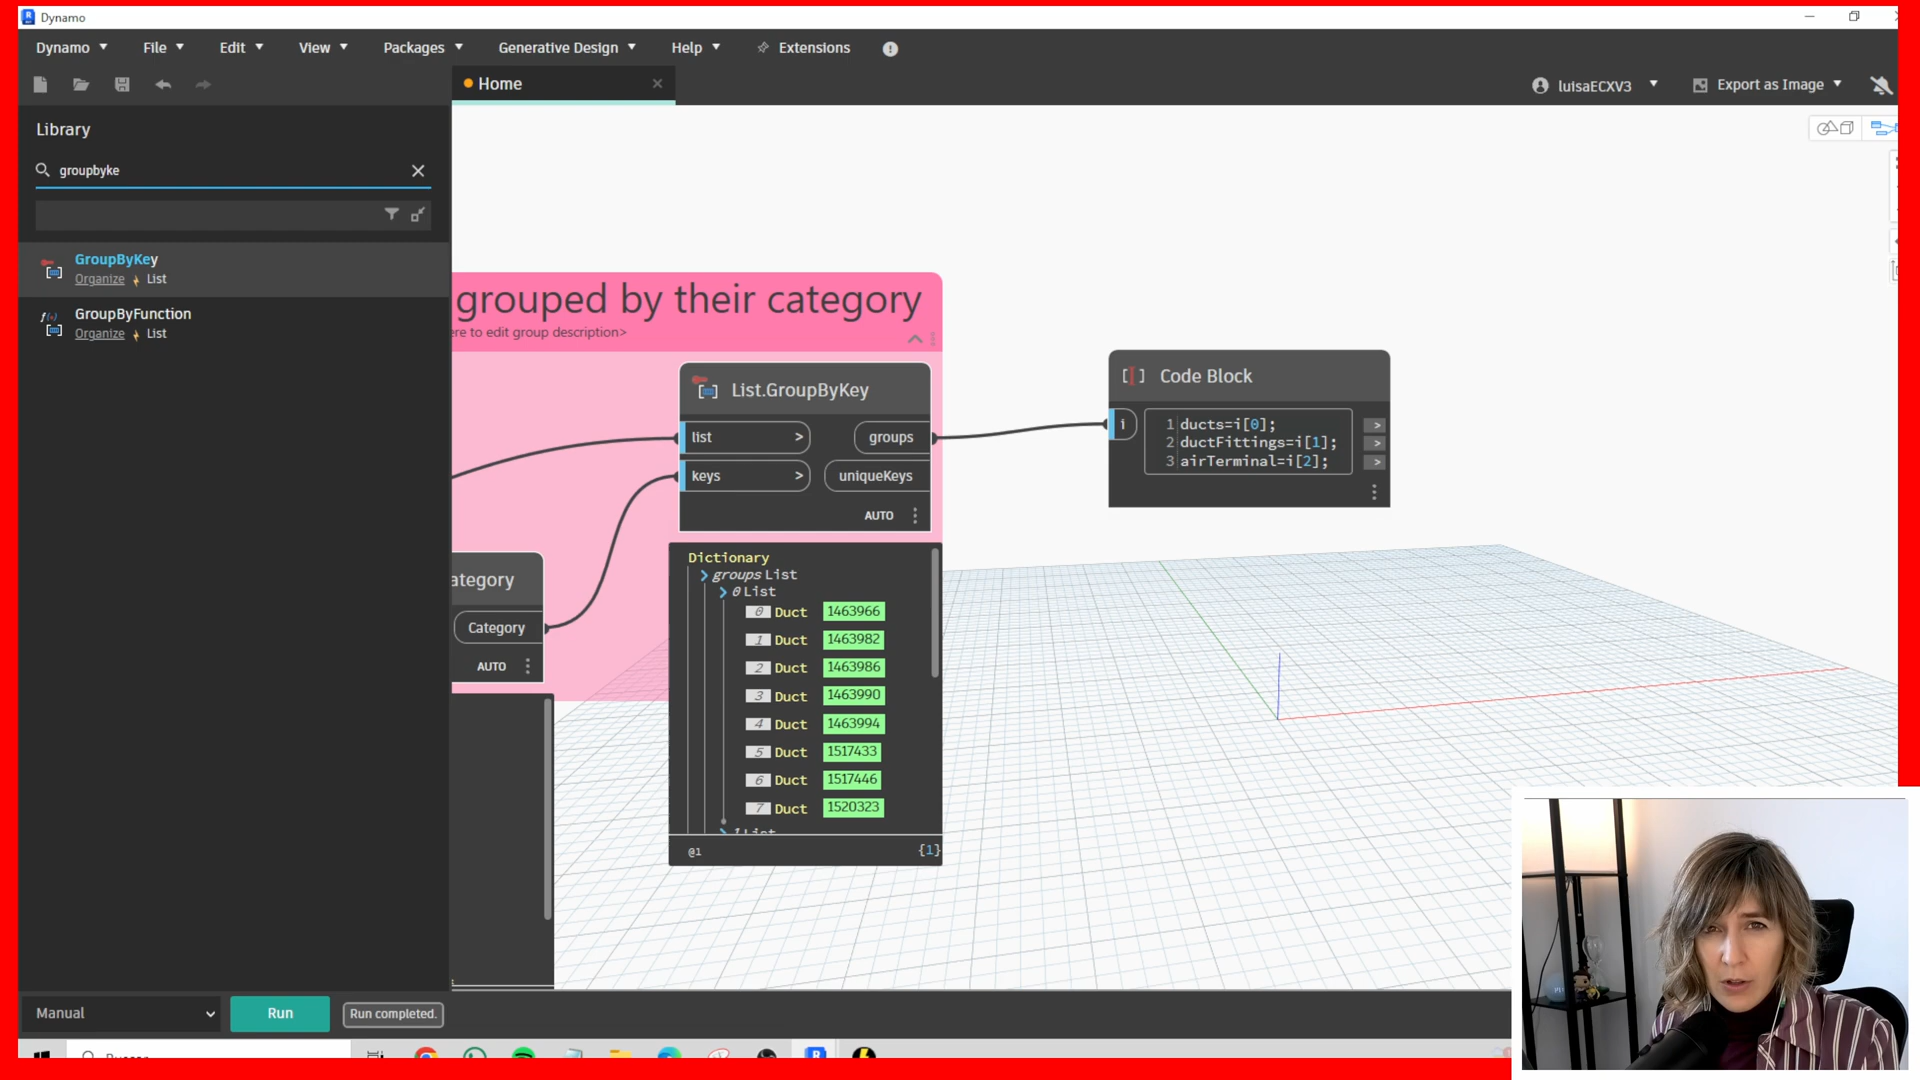 Dynamo
Dynamo File Edit View Packages Generative Design Help Extensions
Home
luisaECXV3 Export as Image
Library
groupbyke
GroupByKey
Organize List
GroupByFunction
Organize List
grouped by their category
ere to edit group description>
List.GroupByKey
list > groups
keys > uniqueKeys
AUTO
ategory
Category
AUTO
Code Block
i
1 ducts=i[0]; >
2 ductFittings=i[1]; >
3 airTerminal=i[2]; >
Dictionary
groups List
0 List
0 Duct 1463966
1 Duct 1463982
2 Duct 1463986
3 Duct 1463990
4 Duct 1463994
5 Duct 1517433
6 Duct 1517446
7 Duct 1520323
1 List
@1 {1}
Manual Run Run completed.